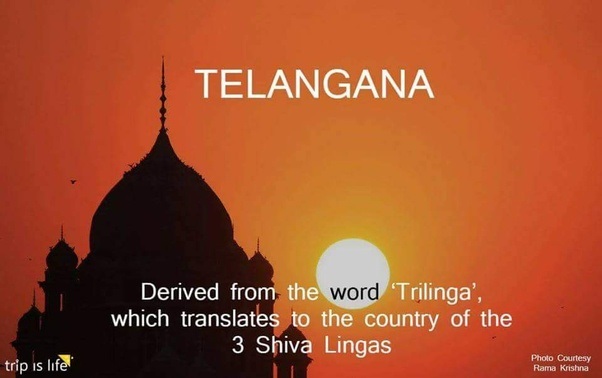 TELANGANA
Derived from the word 'Trilinga',
which translates to the country of the
3 Shiva Lingas
trip is life
Photo Courtesy
Rama Krishna